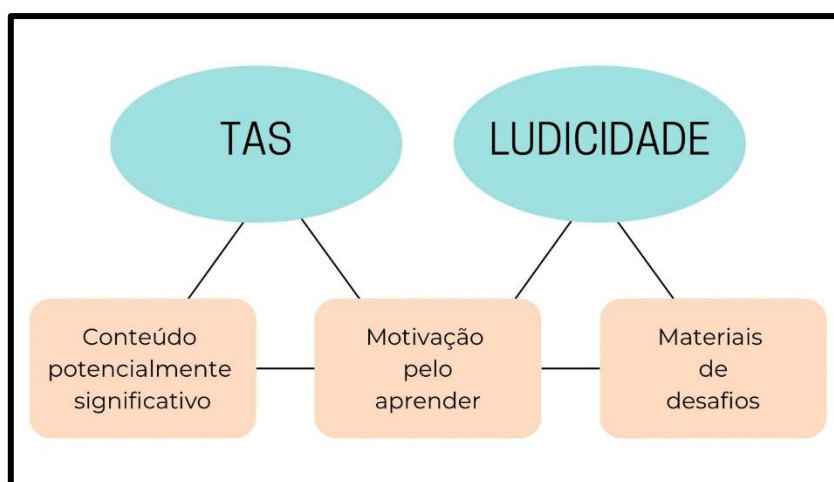 TAS
LUDICIDADE
Conteúdo
potencialmente
significativo
Motivação
pelo
aprender
Materiais
de
desafios